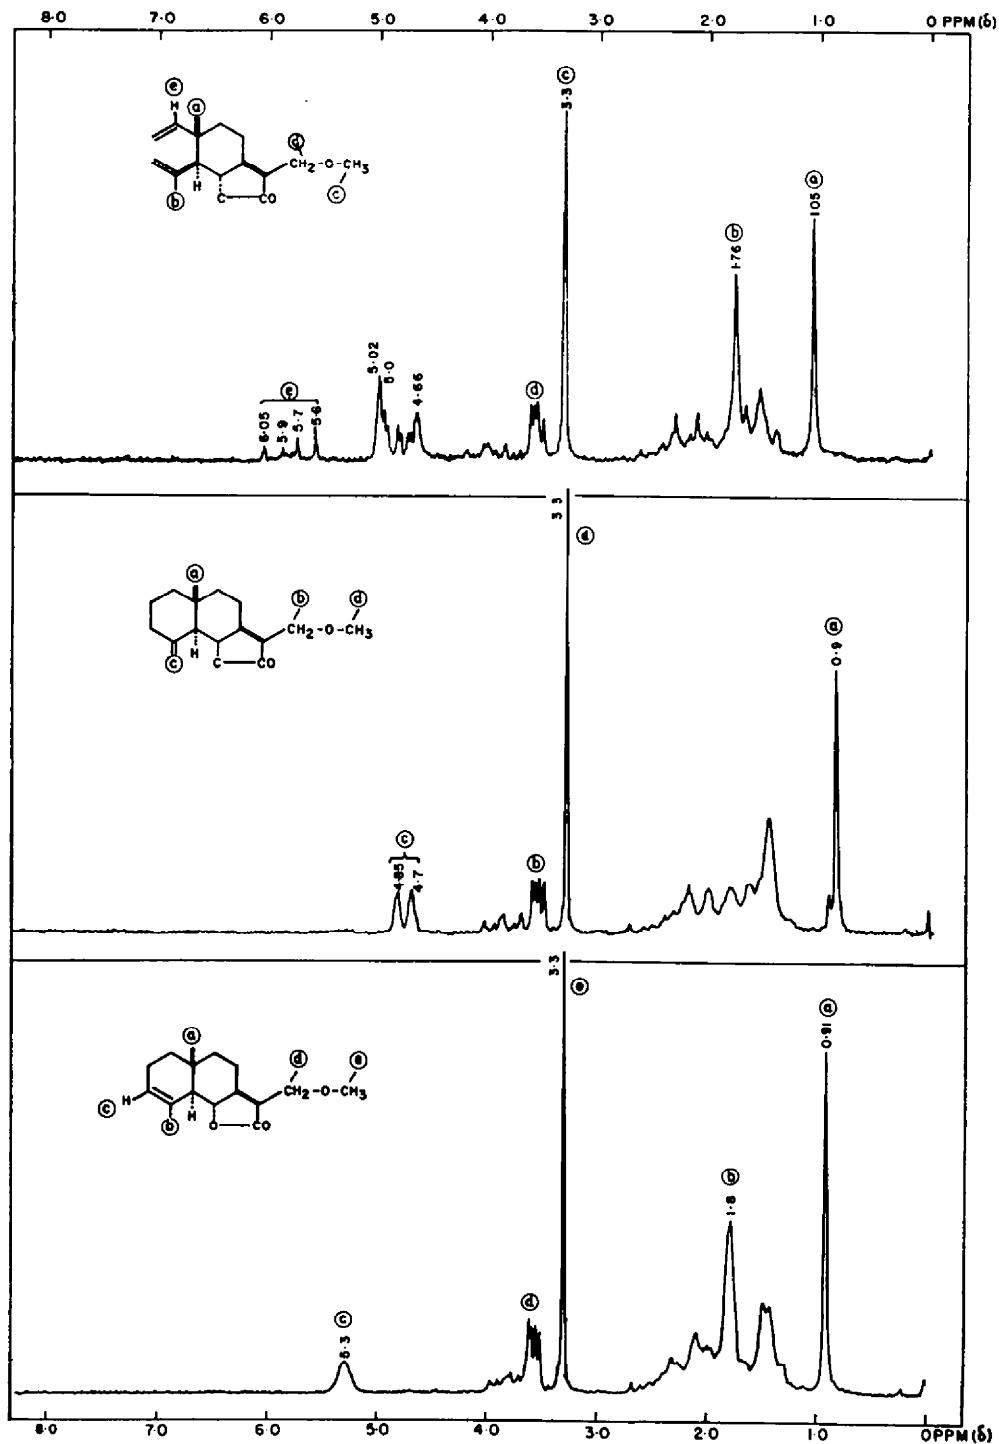 8·0 7·0 6·0 5·0 4·0 3·0 2·0 1·0 0 PPM (δ)
e
H
a
d
CH₂-O-CH₃
H
b
C
CO
c
e
6·05
5·9
5·7
5·6
5·02
5·0
4·66
d
c
3·3
b
1·76
a
1·05
a
b
d
CH₂-O-CH₃
c
H
C
CO
c
4·85
4·7
b
3·3
d
a
0·9
a
d
e
CH₂-O-CH₃
c
H
b
H
O
CO
c
5·3
d
3·3
e
b
1·8
a
0·91
8·0 7·0 6·0 5·0 4·0 3·0 2·0 1·0 0 PPM (δ)